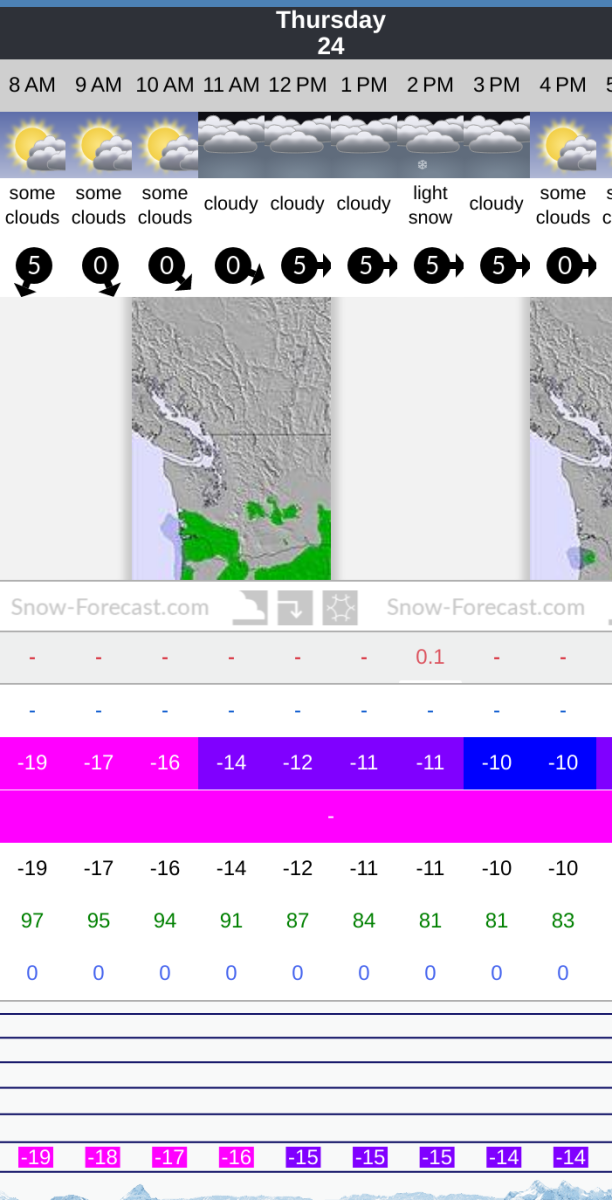 Thursday
24
8 AM 9 AM 10 AM 11 AM 12 PM 1 PM 2 PM 3 PM 4 PM 5
some some some cloudy cloudy cloudy light cloudy some s
clouds clouds clouds snow clouds c
5 0 0 0 5 5 5 5 0
Snow-Forecast.com Snow-Forecast.com
- - - - - - 0.1 - -
- - - - - - - - -
-19 -17 -16 -14 -12 -11 -11 -10 -10
-
-19 -17 -16 -14 -12 -11 -11 -10 -10
97 95 94 91 87 84 81 81 83
0 0 0 0 0 0 0 0 0
-19 -18 -17 -16 -15 -15 -15 -14 -14